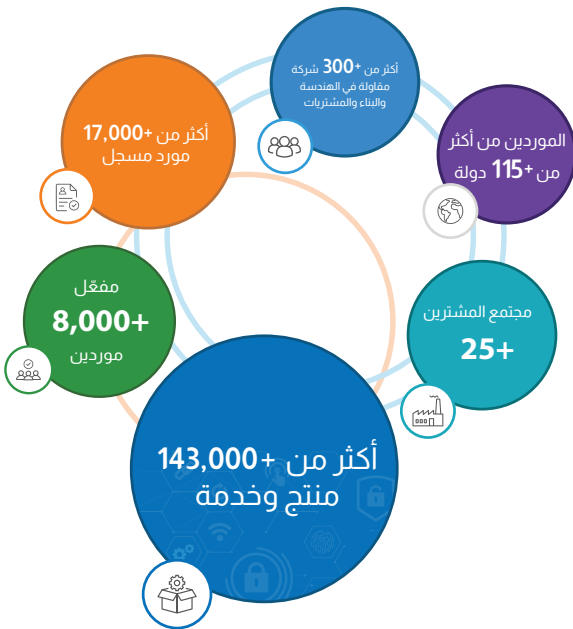 أكثر من +300 شركة
مقاولة في الهندسة
والبناء والمشتريات
الموردين من أكثر
من +115 دولة
مجتمع المشترين
25+
أكثر من +143,000
منتج وخدمة
مفعّل
8,000+
موردين
أكثر من +17,000
مورد مسجل